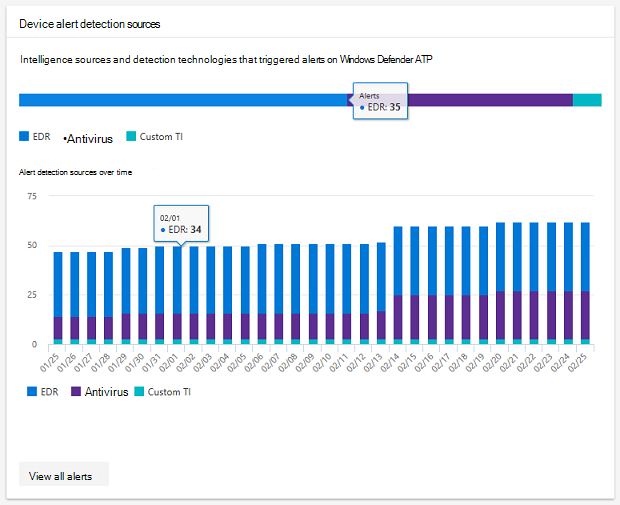 Device alert detection sources
Intelligence sources and detection technologies that triggered alerts on Windows Defender ATP
Alerts
● EDR: 35
EDR •Antivirus Custom TI
Alert detection sources over time
75
02/01
● EDR: 34
50
25
0
01/25 01/26 01/27 01/28 01/29 01/30 01/31 02/01 02/02 02/03 02/04 02/05 02/06 02/07 02/08 02/09 02/10 02/11 02/12 02/13 02/14 02/15 02/16 02/17 02/18 02/19 02/20 02/21 02/22 02/23 02/24 02/25
EDR Antivirus Custom TI
View all alerts